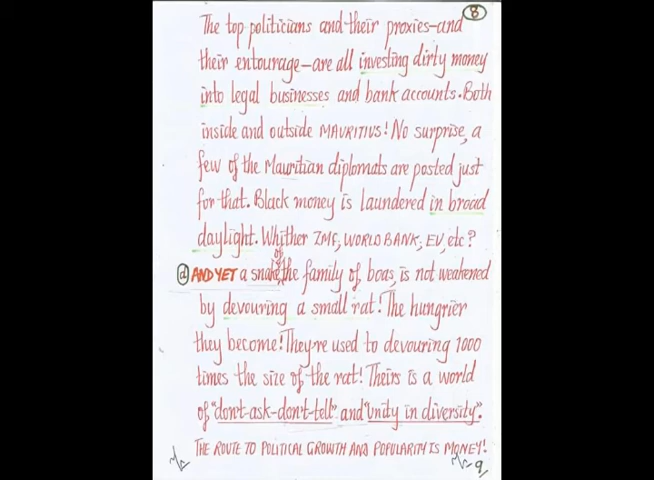 8
The top politicians and their proxies—and
their entourage—are all investing dirty money
into legal businesses and bank accounts. Both
inside and outside MAURITIUS! No surprise, a
few of the Mauritian diplomats are posted just
for that. Black money is laundered in broad
daylight. Whither IMF, WORLD BANK, EU, etc?
d AND YET a snake of the family of boas, is not weakened
by devouring a small rat! The hungrier
they become! They're used to devouring 1000
times the size of the rat! Theirs is a world
of "don't-ask-don't-tell" and "unity in diversity".
THE ROUTE TO POLITICAL GROWTH AND POPULARITY IS MONEY!
9